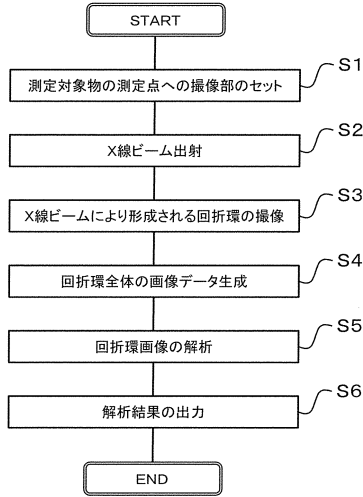 START
S1
測定対象物の測定点への撮像部のセット
S2
X線ビーム出射
S3
X線ビームにより形成される回折環の撮像
S4
回折環全体の画像データ生成
S5
回折環画像の解析
S6
解析結果の出力
END